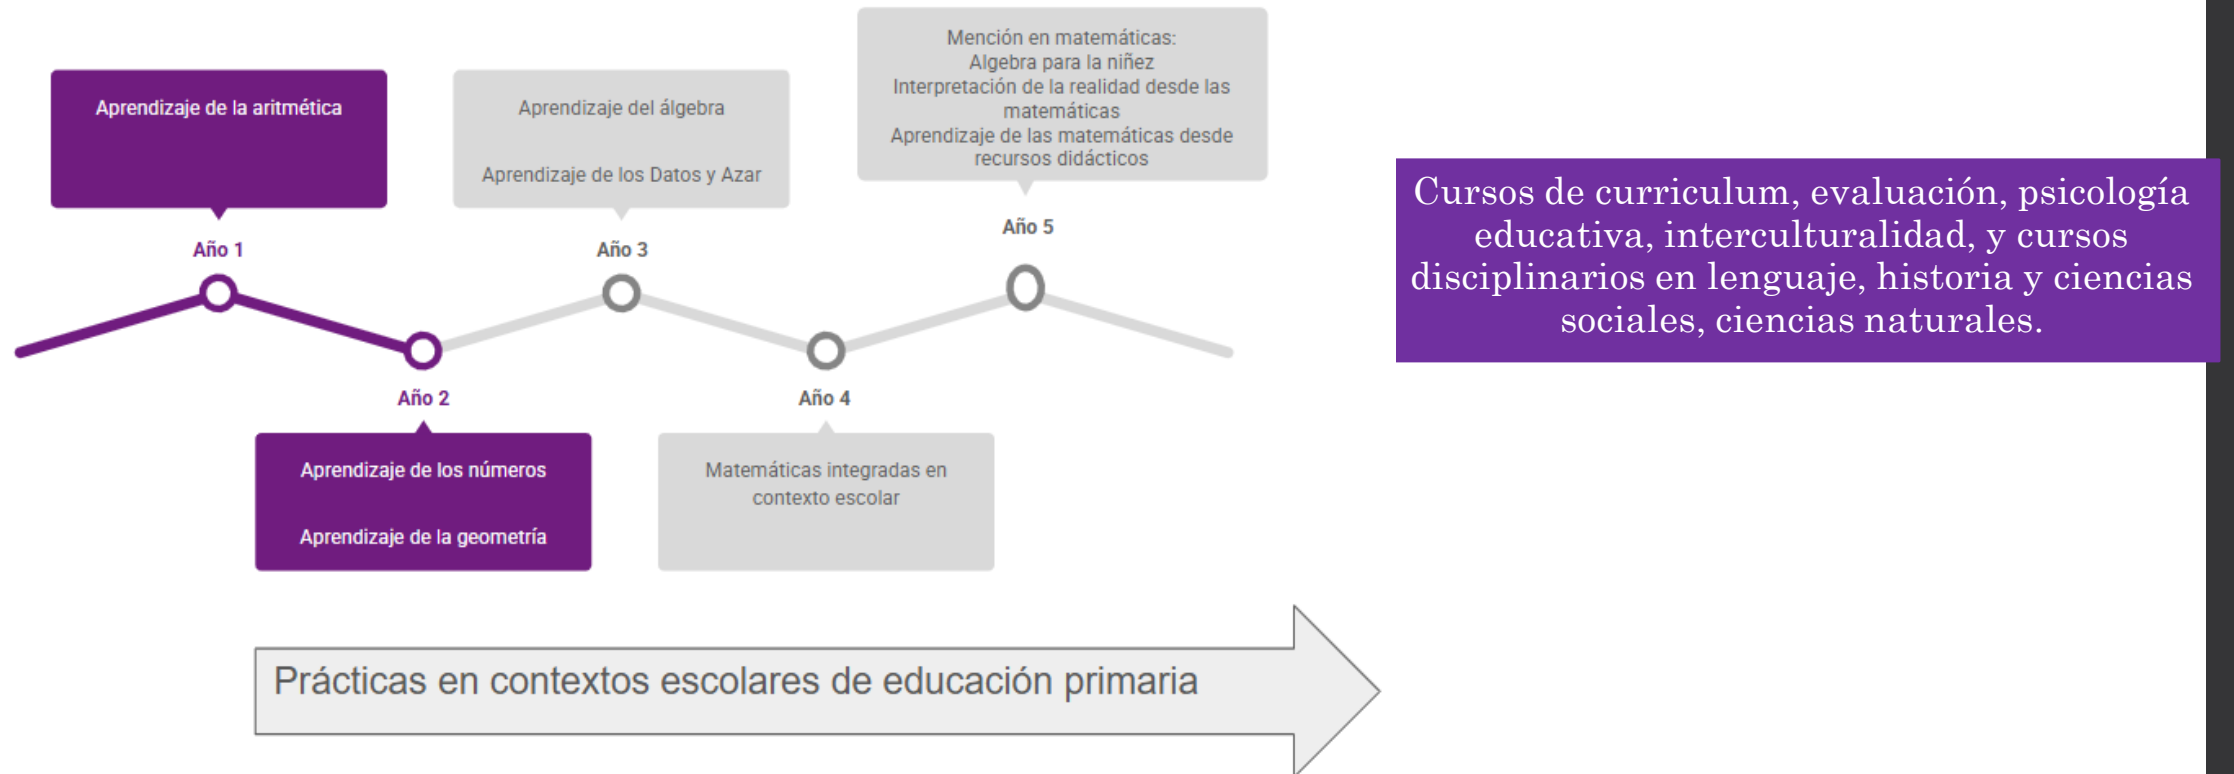 Aprendizaje de la aritmética
Año 1
Aprendizaje de los números
Aprendizaje de la geometría
Año 2
Aprendizaje del álgebra
Aprendizaje de los Datos y Azar
Año 3
Matemáticas integradas en
contexto escolar
Año 4
Mención en matemáticas:
Algebra para la niñez
Interpretación de la realidad desde las
matemáticas
Aprendizaje de las matemáticas desde
recursos didácticos
Año 5
Cursos de curriculum, evaluación, psicología
educativa, interculturalidad, y cursos
disciplinarios en lenguaje, historia y ciencias
sociales, ciencias naturales.
Prácticas en contextos escolares de educación primaria